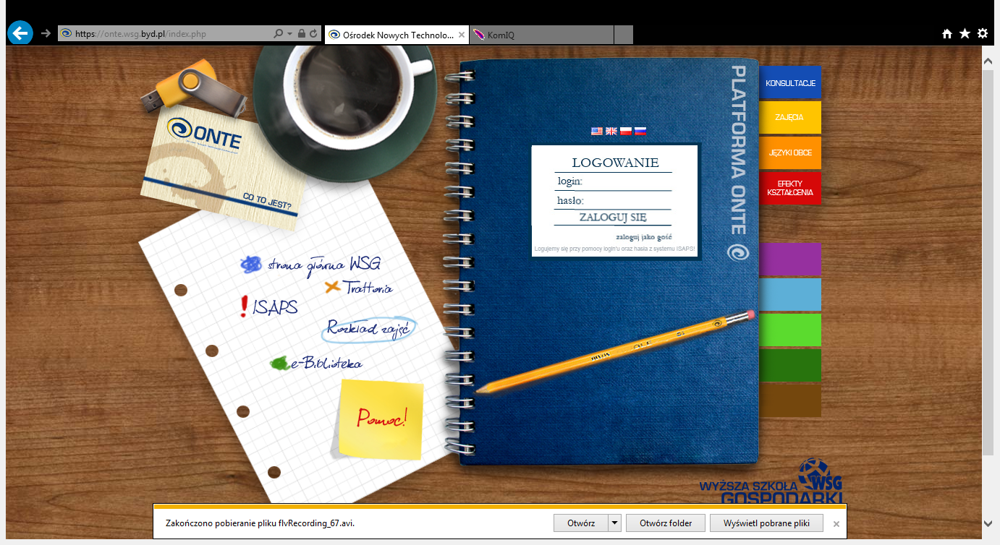 https://onte.wsg.byd.pl/index.php
Ośrodek Nowych Technolo...
KomIQ
ONTE
CO TO JEST?
strona główna WSG
Trattoria
! ISAPS
Rozkład zajęć
e-Biblioteka
Pomoc!
PLATFORMA ONTE
LOGOWANIE
login:
hasło:
ZALOGUJ SIĘ
zaloguj jako gość
Logujemy się przy pomocy login'u oraz hasła z systemu ISAPS!
KONSULTACJE
ZAJĘCIA
JĘZYKI OBCE
EFEKTY
KSZTAŁCENIA
WYŻSZA SZKOŁA
WSG
GOSPODARKI
Zakończono pobieranie pliku flvRecording_67.avi.
Otwórz
Otwórz folder
Wyświetl pobrane pliki